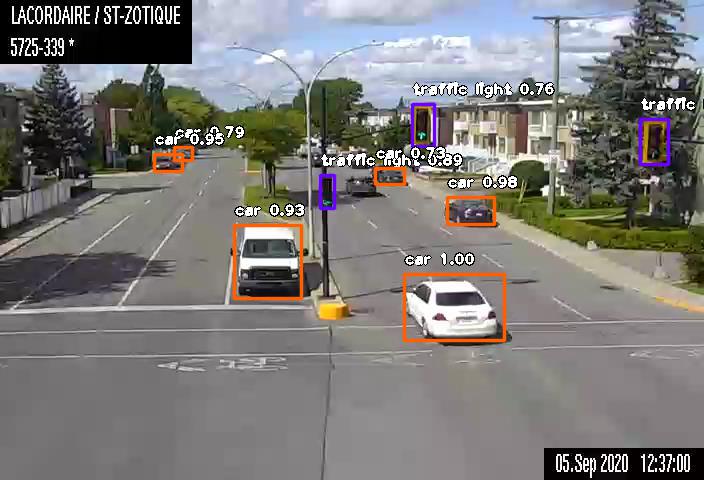 LACORDAIRE / ST-ZOTIQUE
5725-339 *
traffic light 0.76
traffic
car 0.79
car 0.95
car 0.73
traffic light 0.89
car 0.98
car 0.93
car 1.00
05.Sep 2020 12:37:00